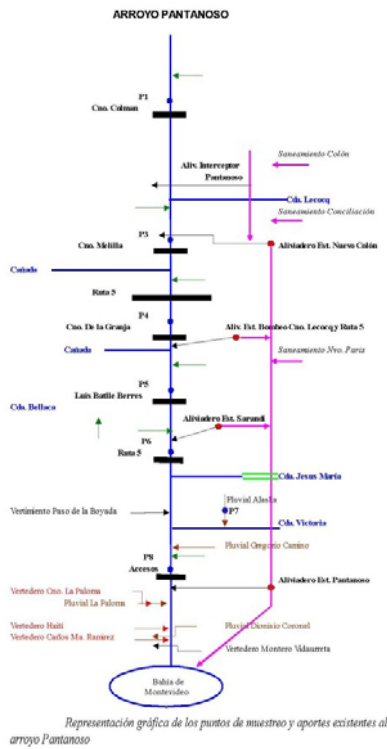 ARROYO PANTANOSO
P1
Cno. Colman
Saneamiento Colón
Aliv. Interceptor
Pantanoso
Cda. Lecocq
Saneamiento Conciliación
P3
Cno. Melilla
Aliviadero Est. Nuevo Colón
Cañada
Ruta 5
P4
Cno. De la Granja
Aliv. Est. Bombeo Cno. Lecocq y Ruta 5
Cañada
Saneamiento Nvo. Paris
P5
Luis Batlle Berres
Cda. Bellaca
Aliviadero Est. Sarandí
P6
Ruta 5
Cda. Jesus María
Pluvial Alaska
Vertimiento Paso de la Boyada
P7
Cda. Victoria
Pluvial Gregorio Camino
P8
Accesos
Aliviadero Est. Pantanoso
Vertedero Cno. La Paloma
Pluvial La Paloma
Vertedero Haití
Pluvial Dionisio Coronel
Vertedero Carlos Ma. Ramirez
Vertedero Montero Vidaurreta
Bahía de
Montevideo
Representación gráfica de los puntos de muestreo y aportes existentes al
arroyo Pantanoso